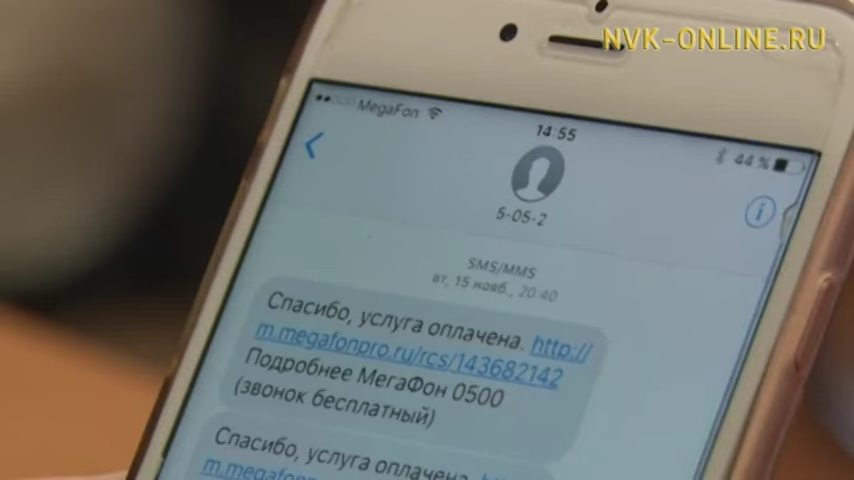 NVK-ONLINE.RU
MegaFon
14:55
44 %
5-05-2
SMS/MMS
вт, 15 нояб., 20:40
Спасибо, услуга оплачена. http://
m.megafonpro.ru/rcs/143682142
Подробнее МегаФон 0500
(звонок бесплатный)
Спасибо, услуга оплачена.